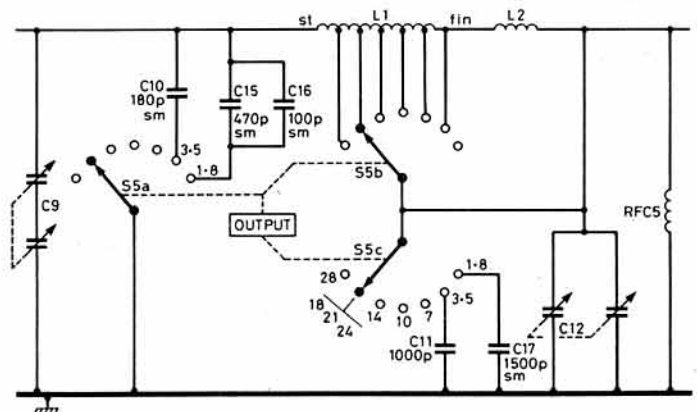 st
L1
fin
L2
C10
180p
sm
C15
470p
sm
C16
100p
sm
3·5
1·8
S5a
S5b
C9
OUTPUT
RFC5
S5c
28
18
21
24
14
10
7
3·5
1·8
C11
1000p
C17
1500p
sm
C12